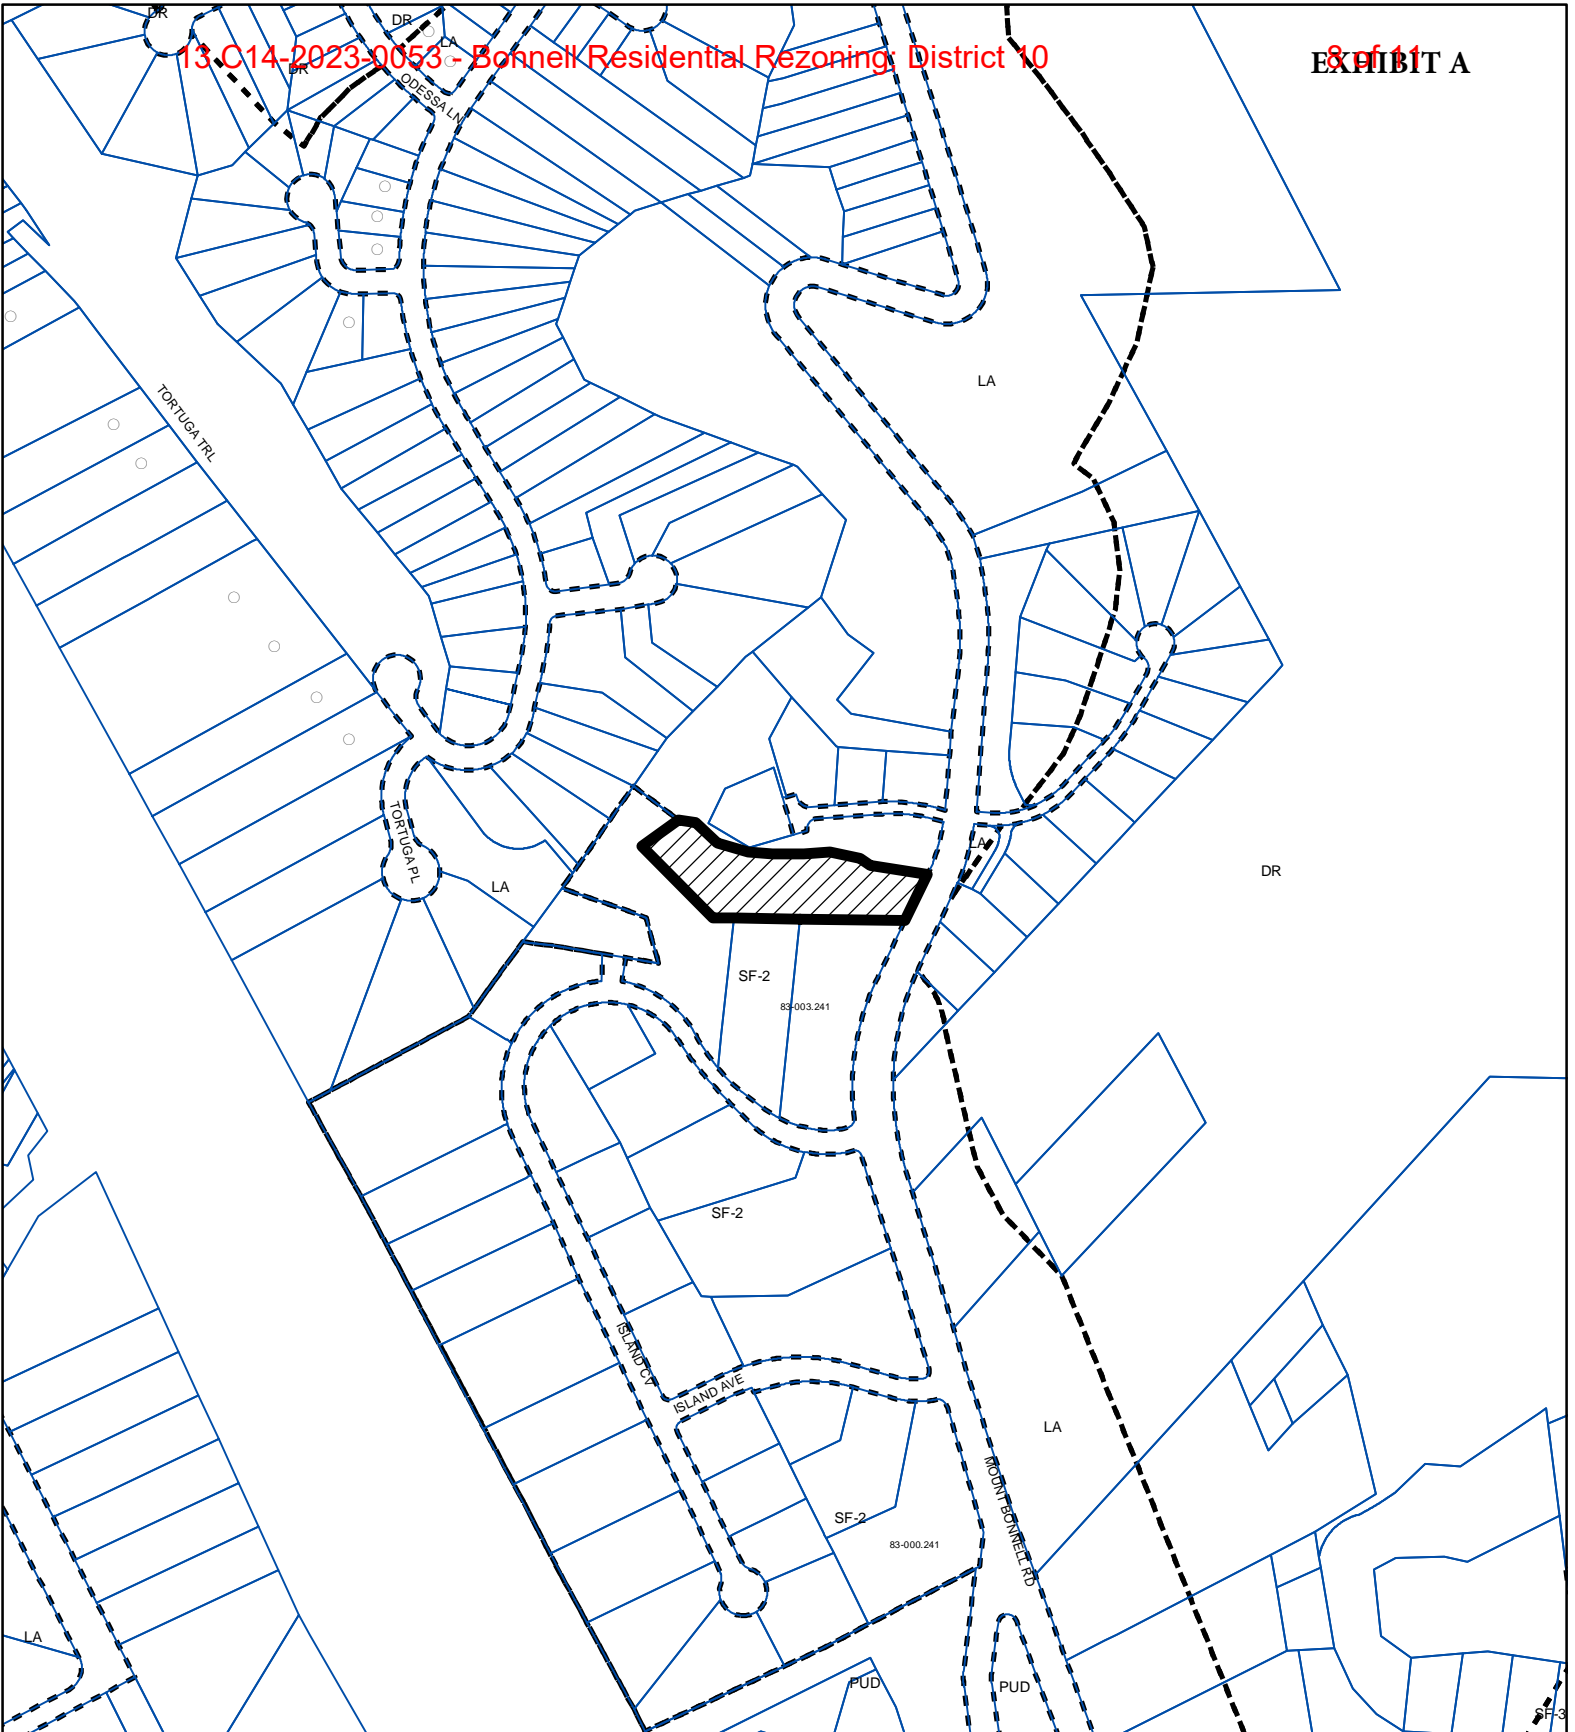 DR
DR
LA
13 C14-2023-0053 - Bonnell Residential Rezoning; District 10
8 of 11
EXHIBIT A
DR
ODESSA LN
LA
TORTUGA TRL
TORTUGA PL
LA
LA
DR
SF-2
83-003.241
SF-2
ISLAND CV
ISLAND AVE
LA
MOUNT BONNELL RD
SF-2
83-000.241
LA
PUD
PUD
SF-3